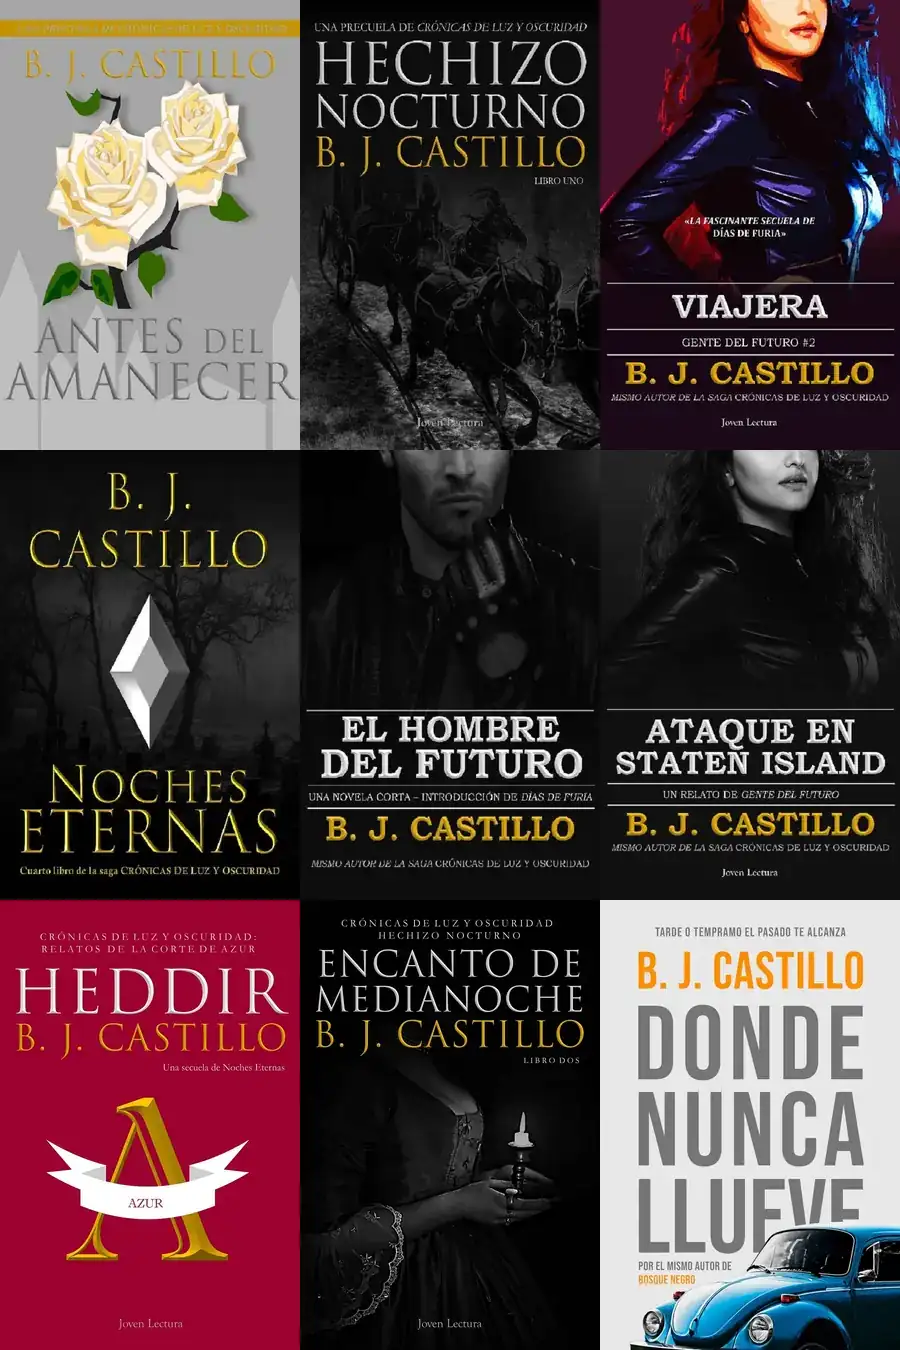 B. J. CASTILLO
ANTES DEL
AMANECER
UNA PRECUELA DE CRÓNICAS DE LUZ Y OSCURIDAD
HECHIZO
NOCTURNO
B. J. CASTILLO
LIBRO UNO
Joven Lectura
«LA FASCINANTE SECUELA DE
DÍAS DE FURIA»
VIAJERA
GENTE DEL FUTURO #2
B. J. CASTILLO
MISMO AUTOR DE LA SAGA CRÓNICAS DE LUZ Y OSCURIDAD
Joven Lectura
B. J.
CASTILLO
NOCHES
ETERNAS
Cuarto libro de la saga CRÓNICAS DE LUZ Y OSCURIDAD
EL HOMBRE
DEL FUTURO
UNA NOVELA CORTA – INTRODUCCIÓN DE DÍAS DE FURIA
B. J. CASTILLO
MISMO AUTOR DE LA SAGA CRÓNICAS DE LUZ Y OSCURIDAD
ATAQUE EN
STATEN ISLAND
UN RELATO DE GENTE DEL FUTURO
B. J. CASTILLO
MISMO AUTOR DE LA SAGA CRÓNICAS DE LUZ Y OSCURIDAD
Joven Lectura
CRÓNICAS DE LUZ Y OSCURIDAD:
RELATOS DE LA CORTE DE AZUR
HEDDIR
B. J. CASTILLO
Una secuela de Noches Eternas
A
AZUR
Joven Lectura
CRÓNICAS DE LUZ Y OSCURIDAD
HECHIZO NOCTURNO
ENCANTO DE
MEDIANOCHE
B. J. CASTILLO
LIBRO DOS
Joven Lectura
TARDE O TEMPRAMO EL PASADO TE ALCANZA
B. J. CASTILLO
DONDE
NUNCA
LLUEVE
POR EL MISMO AUTOR DE
BOSQUE NEGRO